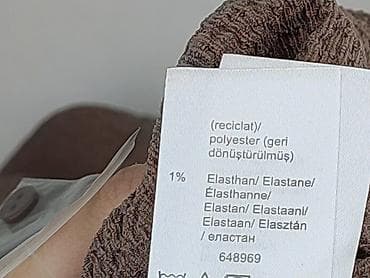 (reciclat)/
polyester (geri
dönüştürülmüş)
1% Elasthan/ Elastane/
Élasthanne/
Elastan/ Elastaanl/
Elastaan/ Elasztán
/ еластан
648969